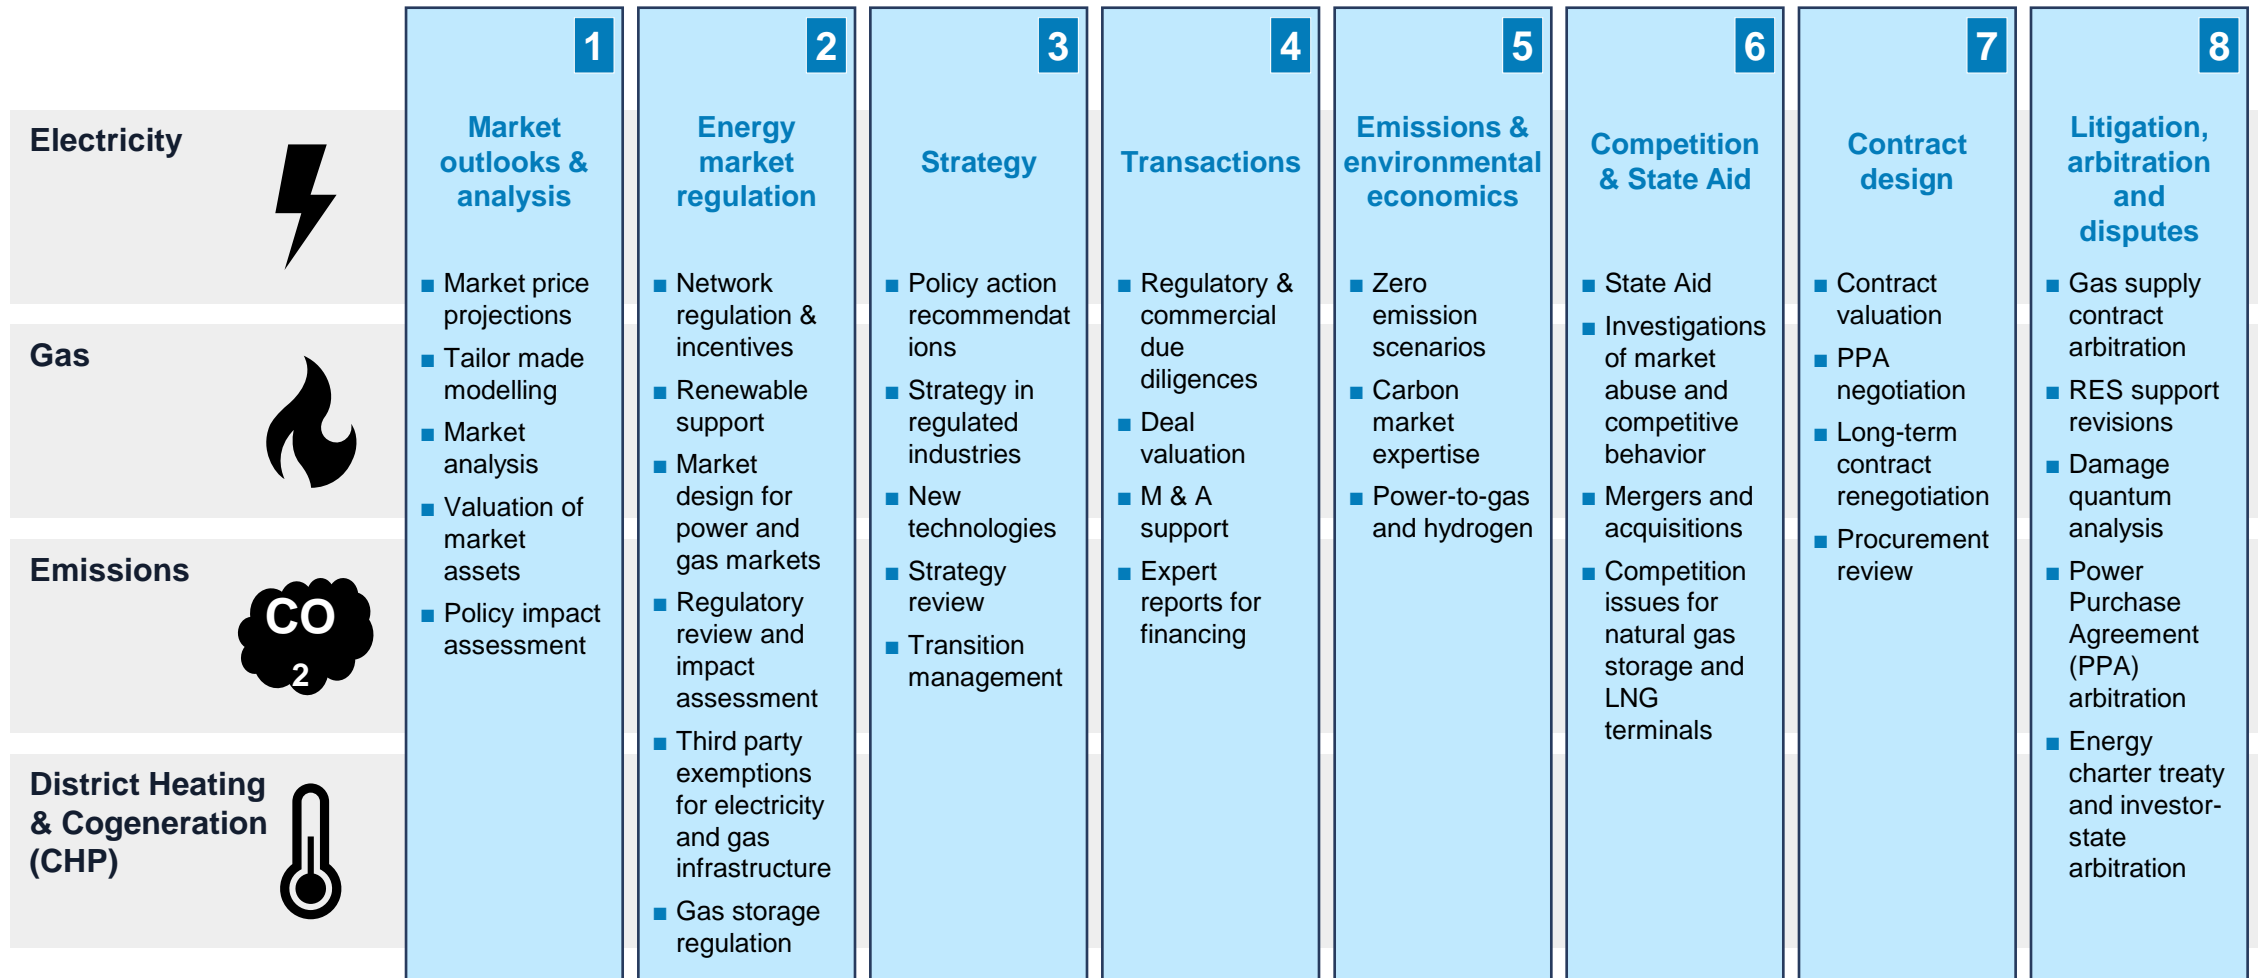 Electricity
Gas
Emissions
CO
2
District Heating
& Cogeneration
(CHP)
1
Market
outlooks &
analysis
■ Market price
projections
■ Tailor made
modelling
■ Market
analysis
■ Valuation of
market
assets
■ Policy impact
assessment
2
Energy
market
regulation
■ Network
regulation &
incentives
■ Renewable
support
■ Market
design for
power and
gas markets
■ Regulatory
review and
impact
assessment
■ Third party
exemptions
for electricity
and gas
infrastructure
■ Gas storage
regulation
3
Strategy
■ Policy action
recommendat
ions
■ Strategy in
regulated
industries
■ New
technologies
■ Strategy
review
■ Transition
management
4
Transactions
■ Regulatory &
commercial
due
diligences
■ Deal
valuation
■ M & A
support
■ Expert
reports for
financing
5
Emissions &
environmental
economics
■ Zero
emission
scenarios
■ Carbon
market
expertise
■ Power-to-gas
and hydrogen
6
Competition
& State Aid
■ State Aid
■ Investigations
of market
abuse and
competitive
behavior
■ Mergers and
acquisitions
■ Competition
issues for
natural gas
storage and
LNG
terminals
7
Contract
design
■ Contract
valuation
■ PPA
negotiation
■ Long-term
contract
renegotiation
■ Procurement
review
8
Litigation,
arbitration
and
disputes
■ Gas supply
contract
arbitration
■ RES support
revisions
■ Damage
quantum
analysis
■ Power
Purchase
Agreement
(PPA)
arbitration
■ Energy
charter treaty
and investor-
state
arbitration